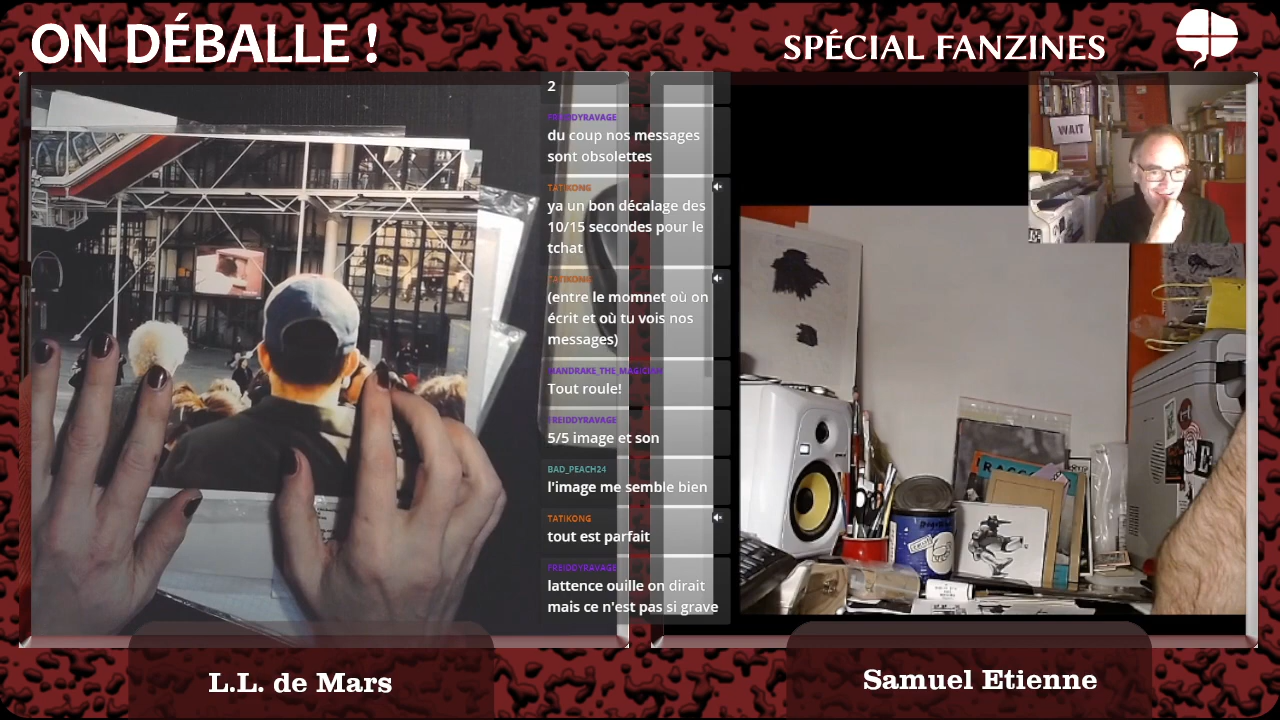 ON DÉBALLE !
SPÉCIAL FANZINES
2
FREIDDYRAVAGE
du coup nos messages
sont obsolettes
TATIKONG
ya un bon décalage des
10/15 secondes pour le
tchat
TATIKONG
(entre le momnet où on
écrit et où tu vois nos
messages)
MANDRAKE_THE_MAGICIAN
Tout roule!
FREIDDYRAVAGE
5/5 image et son
BAD_PEACH24
l'image me semble bien
TATIKONG
tout est parfait
FREIDDYRAVAGE
lattence ouille on dirait
mais ce n'est pas si grave
WAIT
L.L. de Mars
Samuel Etienne